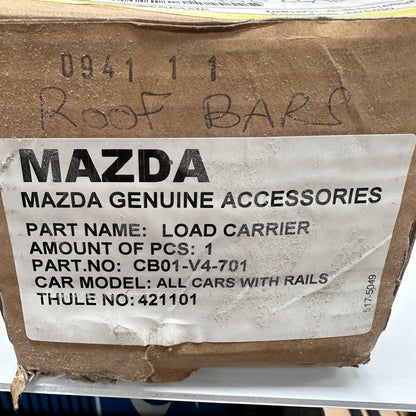 0941 1 1
ROOF BARS
MAZDA
MAZDA GENUINE ACCESSORIES
PART NAME: LOAD CARRIER
AMOUNT OF PCS: 1
PART.NO: CB01-V4-701
CAR MODEL: ALL CARS WITH RAILS
THULE NO: 421101
517-5049